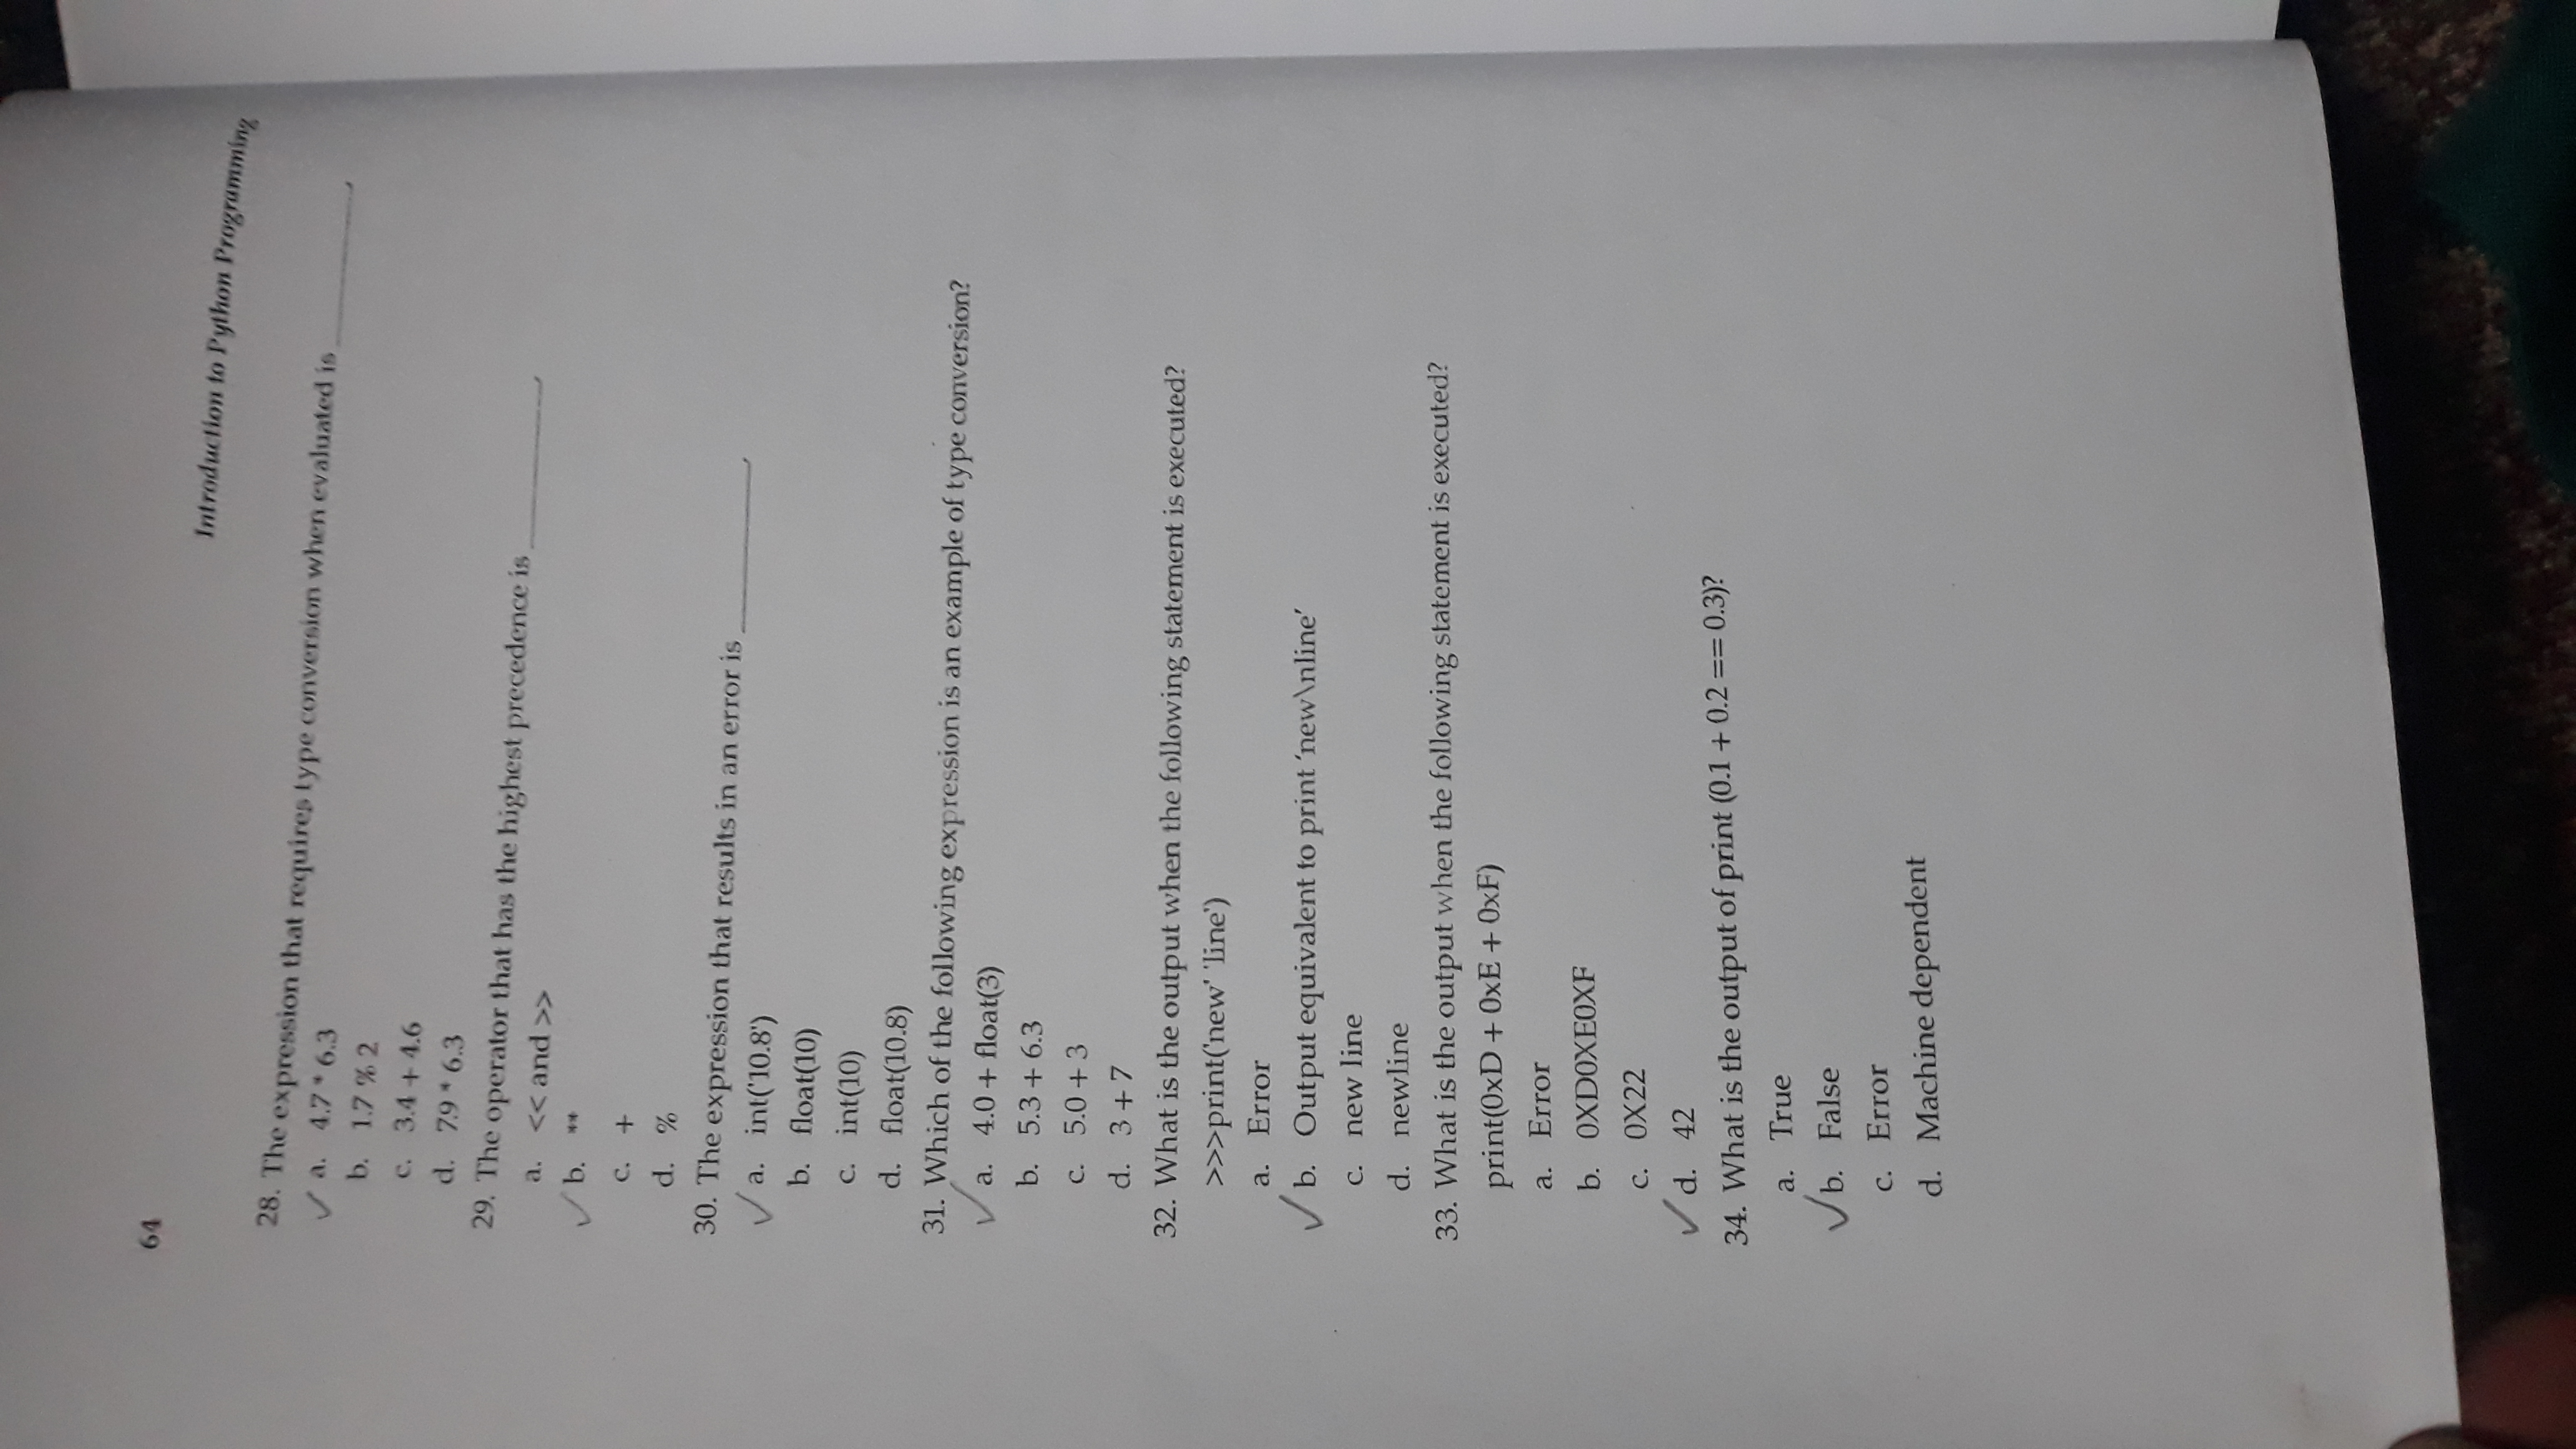 64
Introduction to Python Programming
28. The expression that requires type conversion when evaluated is __________.
✓ a. 4.7 * 6.3
b. 1.7 % 2
c. 3.4 + 4.6
d. 7.9 * 6.3
29. The operator that has the highest precedence is __________.
a. << and >>
✓ b. **
c. +
d. %
30. The expression that results in an error is __________.
✓ a. int('10.8')
b. float(10)
c. int(10)
d. float(10.8)
31. Which of the following expression is an example of type conversion?
✓ a. 4.0 + float(3)
b. 5.3 + 6.3
c. 5.0 + 3
d. 3 + 7
32. What is the output when the following statement is executed?
>>>print('new' 'line')
a. Error
✓ b. Output equivalent to print ‘new\nline’
c. new line
d. newline
33. What is the output when the following statement is executed?
print(0xD + 0xE + 0xF)
a. Error
b. 0XD0XE0XF
c. 0X22
✓ d. 42
34. What is the output of print (0.1 + 0.2 == 0.3)?
a. True
✓ b. False
c. Error
d. Machine dependent